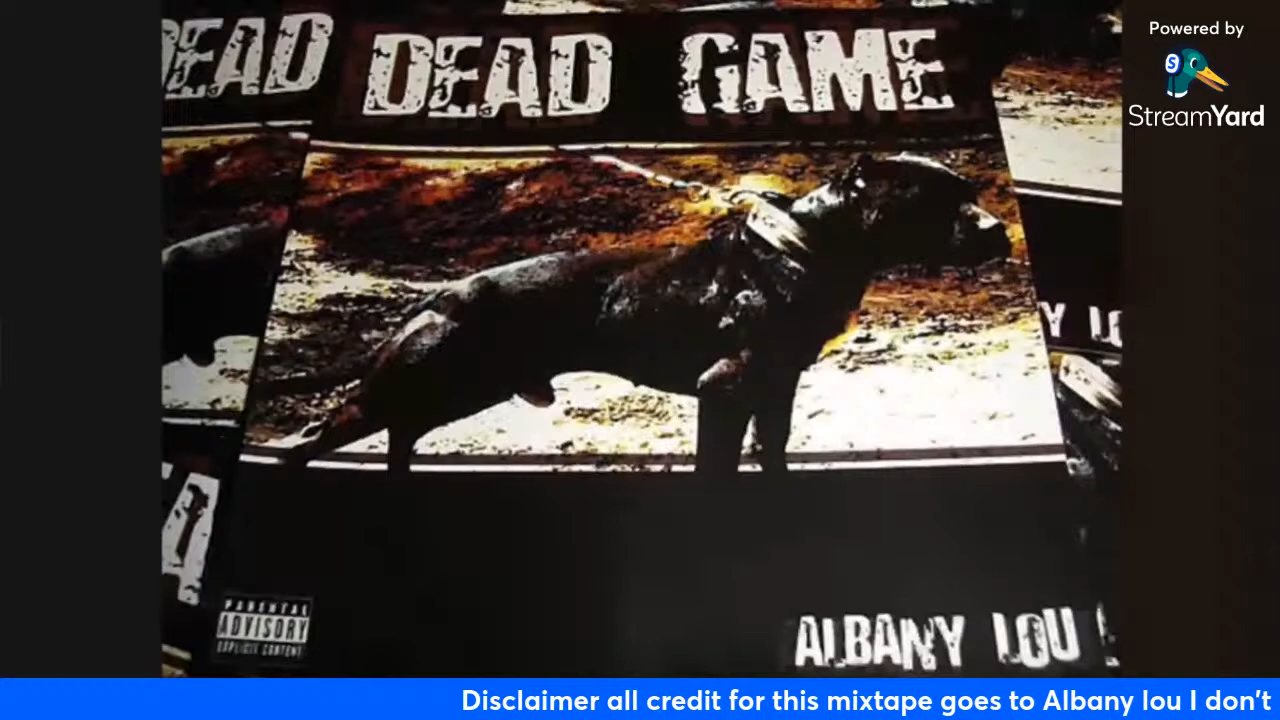 Powered by
S
StreamYard
DEAD
DEAD GAME
Y LO
PARENTAL
ADVISORY
EXPLICIT CONTENT
ALBANY LOU
Disclaimer all credit for this mixtape goes to Albany lou I don't